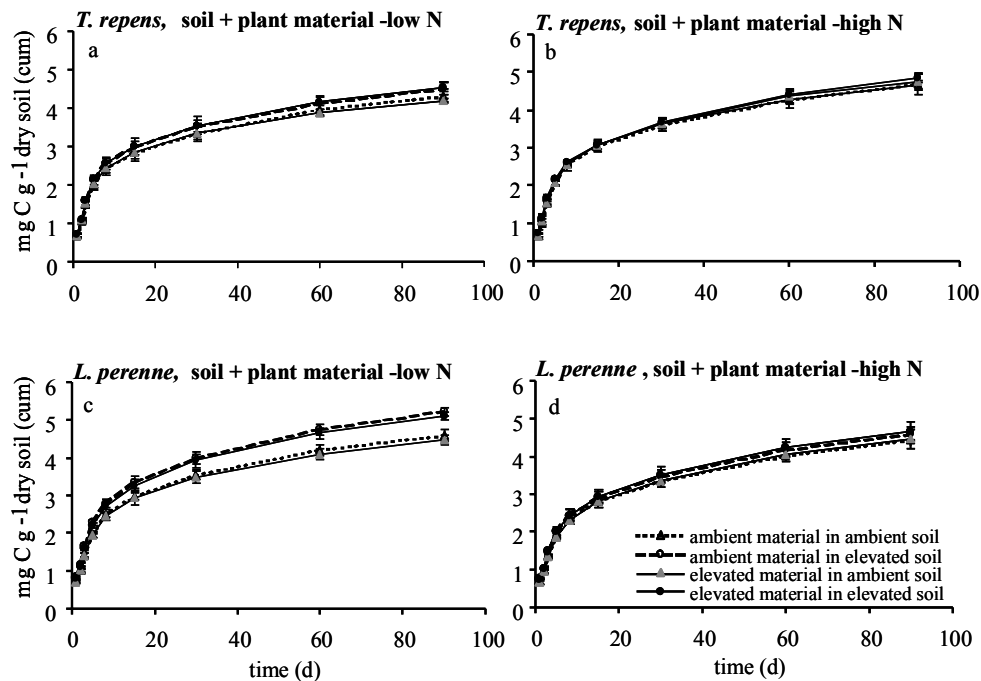 T. repens, soil + plant material -low N
a
6
5
4
3
2
1
0
mg C g -1 dry soil (cum)
0 20 40 60 80 100
T. repens, soil + plant material -high N
b
6
5
4
3
2
1
0
0 20 40 60 80 100
L. perenne, soil + plant material -low N
c
6
5
4
3
2
1
0
mg C g -1 dry soil (cum)
0 20 40 60 80 100
time (d)
L. perenne , soil + plant material -high N
d
6
5
4
3
2
1
0
ambient material in ambient soil
ambient material in elevated soil
elevated material in ambient soil
elevated material in elevated soil
0 20 40 60 80 100
time (d)